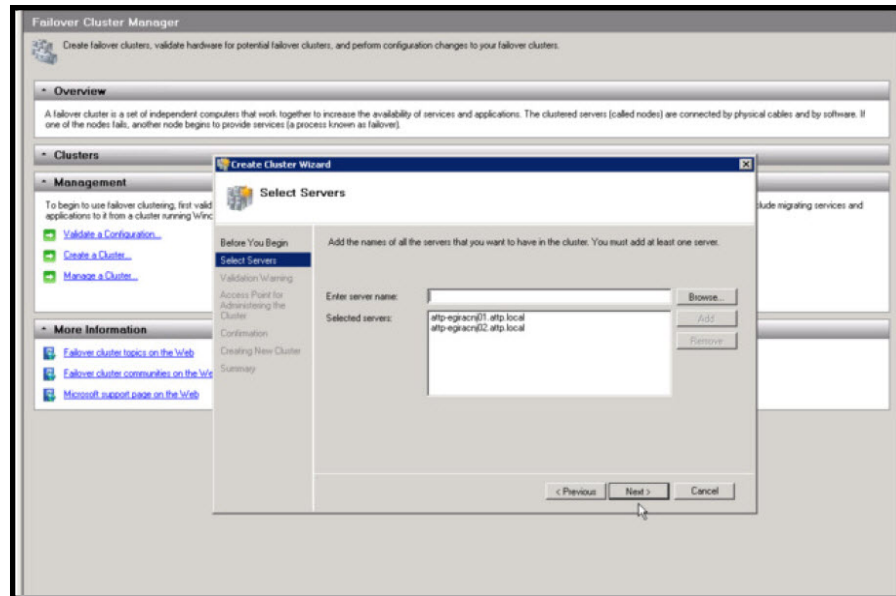 Failover Cluster Manager
Create failover clusters, validate hardware for potential failover clusters, and perform configuration changes to your failover clusters.
Overview
A failover cluster is a set of independent computers that work together to increase the availability of services and applications. The clustered servers (called nodes) are connected by physical cables and by software. If
one of the nodes fails, another node begins to provide services (a process known as failover).
Clusters
Management
To begin to use failover clustering, first valid
clude migrating services and
applications to it from a cluster running Winc
Validate a Configuration...
Create a Cluster...
Manage a Cluster...
More Information
Failover cluster topics on the Web
Failover cluster communities on the We
Microsoft support page on the Web
Create Cluster Wizard
Select Servers
Before You Begin
Select Servers
Validation Warning
Access Point for
Administering the
Cluster
Confirmation
Creating New Cluster
Summary
Add the names of all the servers that you want to have in the cluster. You must add at least one server.
Enter server name:
Browse...
Selected servers:
attp-egiracnj01.attp.local
attp-egiracnj02.attp.local
Add
Remove
< Previous
Next >
Cancel